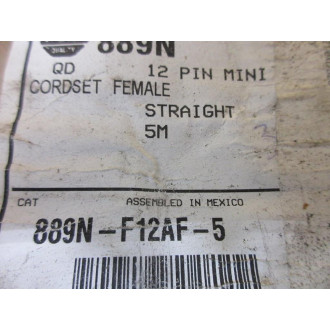 889N
QD 12 PIN MINI
CORDSET FEMALE
STRAIGHT
5M
CAT ASSEMBLED IN MEXICO
889N-F12AF-5